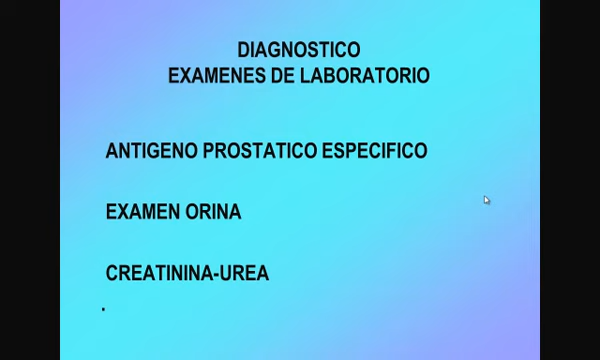 DIAGNOSTICO
EXAMENES DE LABORATORIO
ANTIGENO PROSTATICO ESPECIFICO
EXAMEN ORINA
CREATININA-UREA
.